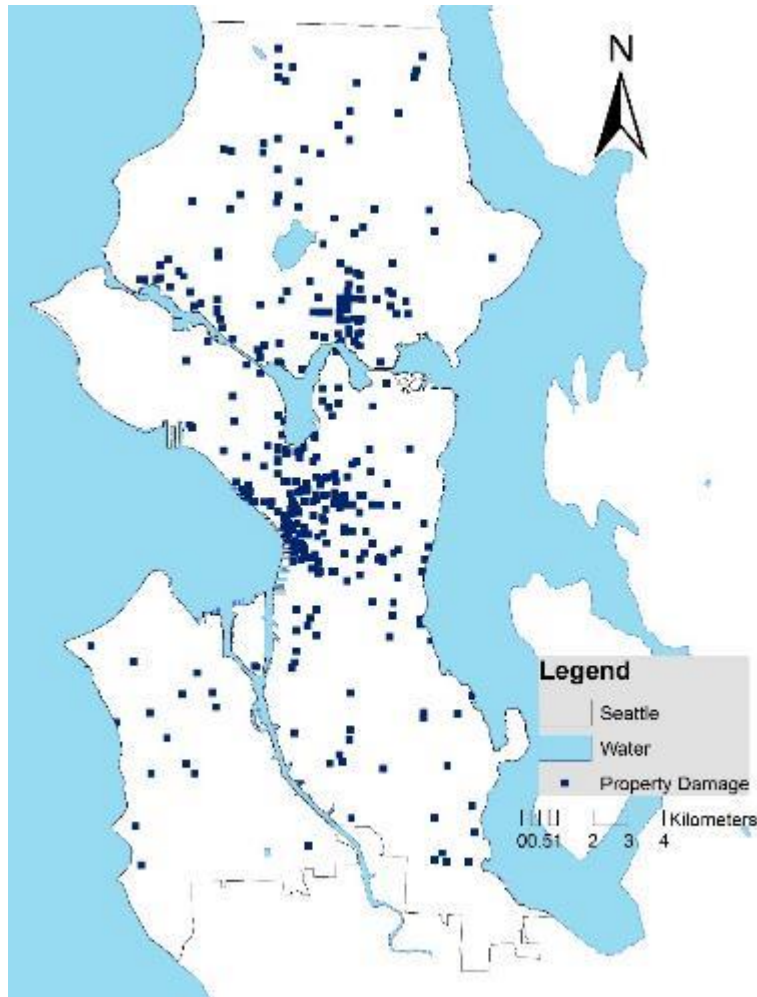 N
Legend
Seattle
Water
Property Damage
Kilometers
00.51 2 3 4